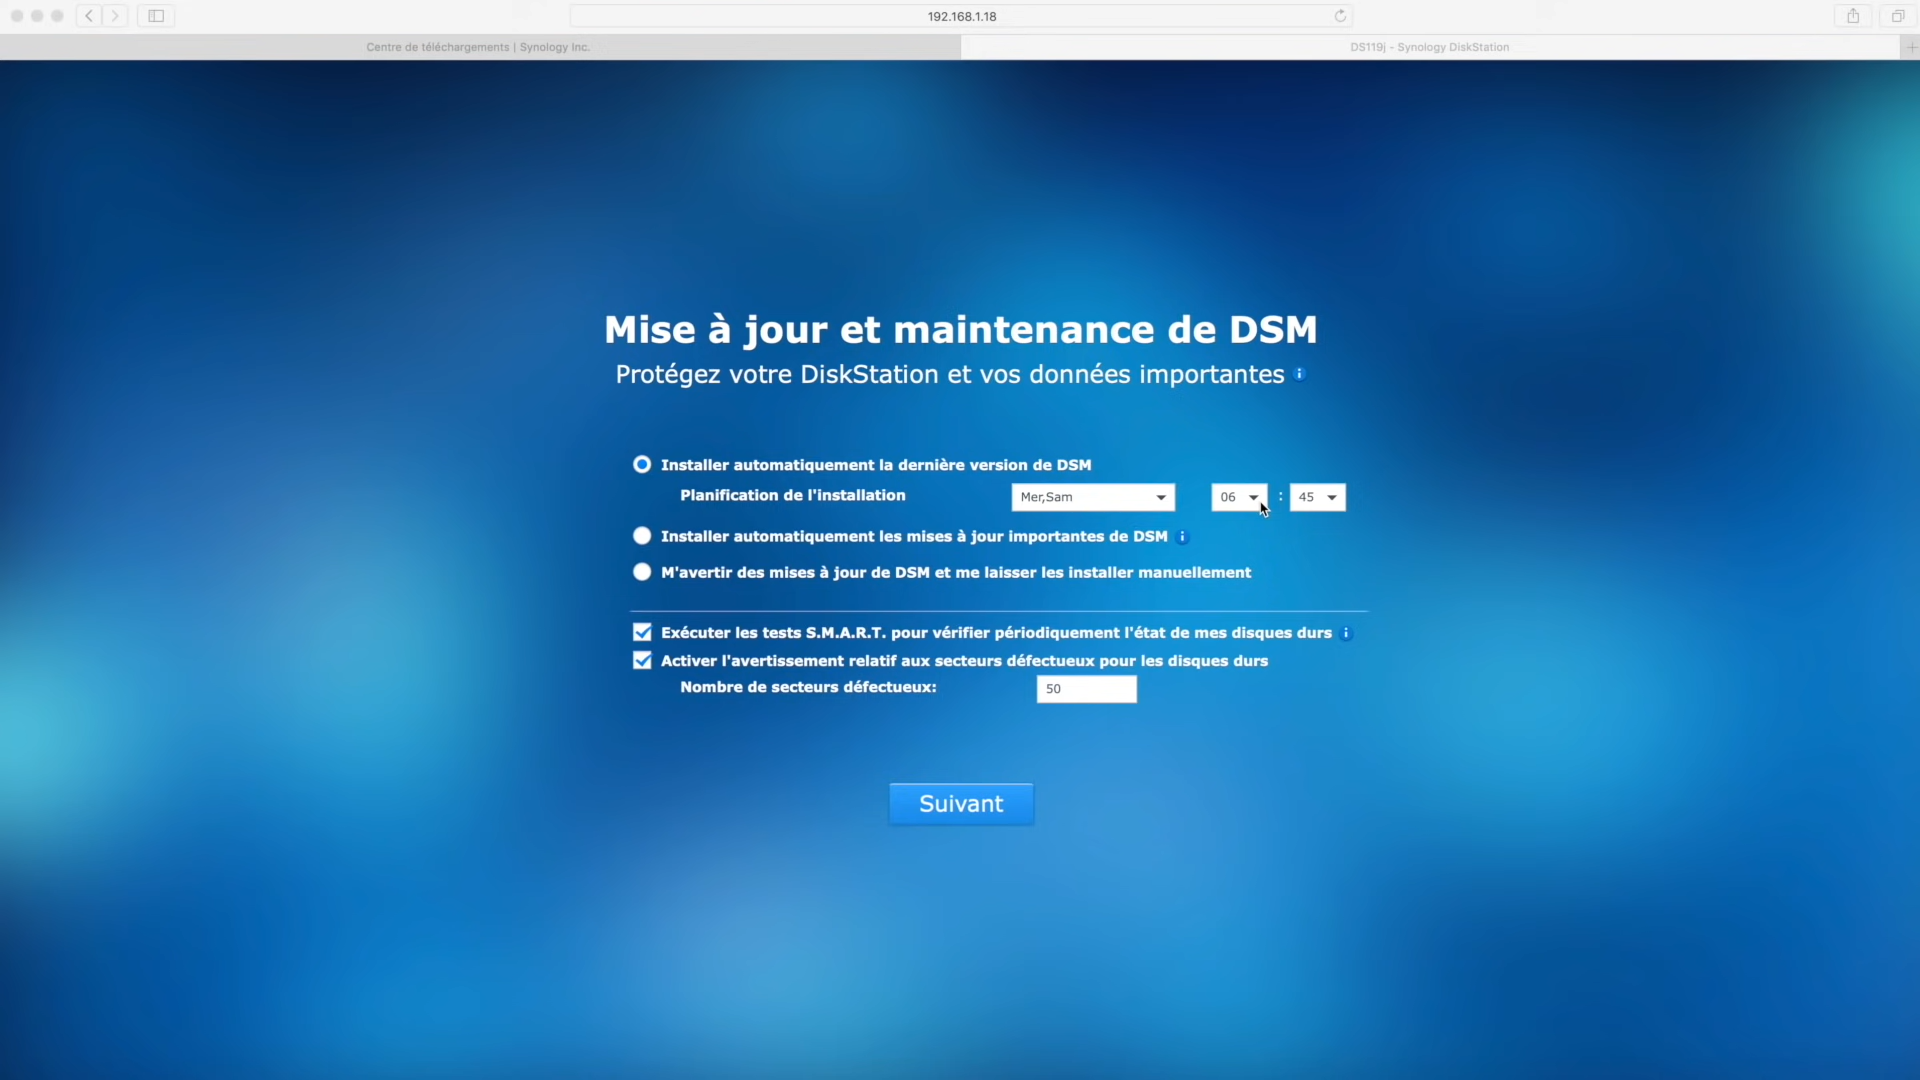 192.168.1.18
Centre de téléchargements | Synology Inc.
DS119j - Synology DiskStation
Mise à jour et maintenance de DSM
Protégez votre DiskStation et vos données importantes
Installer automatiquement la dernière version de DSM
Planification de l'installation Mer,Sam 06 : 45
Installer automatiquement les mises à jour importantes de DSM
M'avertir des mises à jour de DSM et me laisser les installer manuellement
Exécuter les tests S.M.A.R.T. pour vérifier périodiquement l'état de mes disques durs
Activer l'avertissement relatif aux secteurs défectueux pour les disques durs
Nombre de secteurs défectueux: 50
Suivant